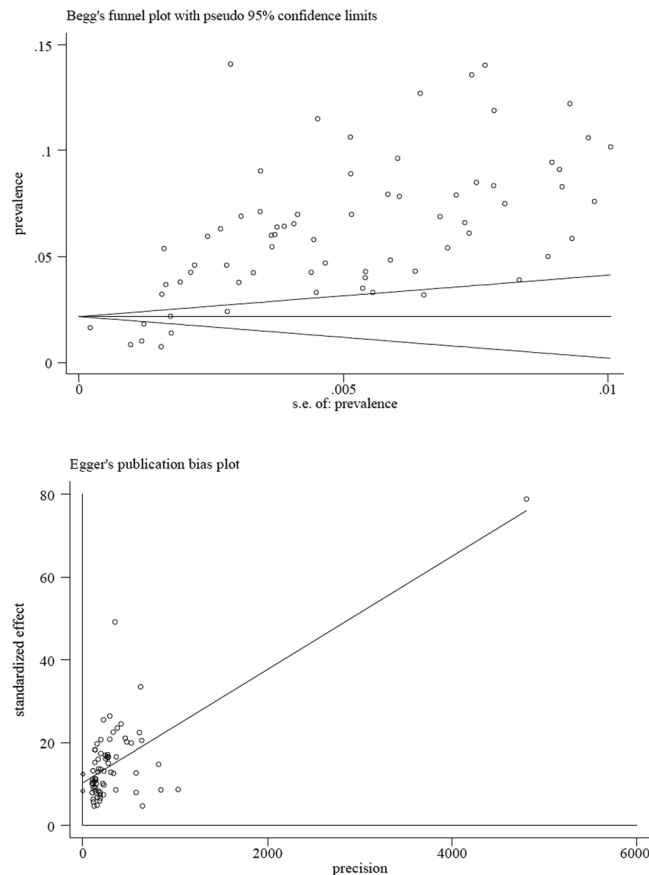 Begg's funnel plot with pseudo 95% confidence limits
.15
.1
.05
0
prevalence
0
.005
.01
s.e. of: prevalence
Egger's publication bias plot
80
60
40
20
0
standardized effect
0
2000
4000
6000
precision